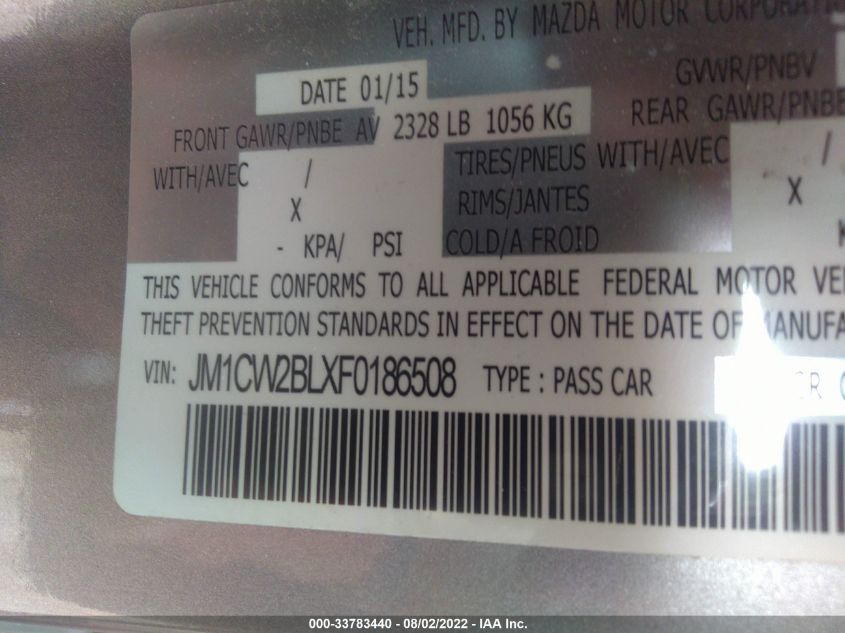 VEH. MFD. BY MAZDA MOTOR CORPORATION
DATE 01/15
GVWR/PNBV
FRONT GAWR/PNBE AV 2328 LB 1056 KG
REAR GAWR/PNBE
WITH/AVEC /
TIRES/PNEUS WITH/AVEC /
X
RIMS/JANTES
X
- KPA/ PSI
COLD/A FROID
THIS VEHICLE CONFORMS TO ALL APPLICABLE FEDERAL MOTOR
THEFT PREVENTION STANDARDS IN EFFECT ON THE DATE OF
VIN: JM1CW2BLXF0186508 TYPE : PASS CAR
000-33783440 - 08/02/2022 - IAA Inc.